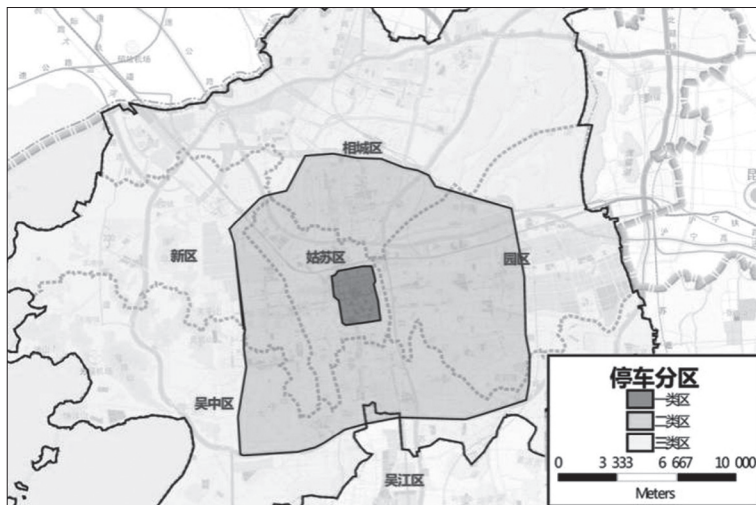 相城区
新区
姑苏区
园区
吴中区
吴江区
停车分区
一类区
二类区
三类区
0 3 333 6 667 10 000
Meters